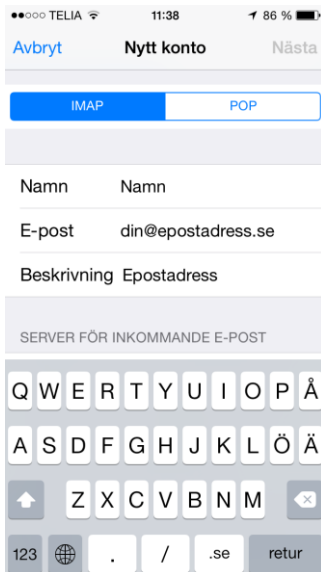 TELIA 11:38 86 %
Avbryt Nytt konto Nästa
IMAP POP
Namn Namn
E-post din@epostadress.se
Beskrivning Epostadress
SERVER FÖR INKOMMANDE E-POST
Q W E R T Y U I O P Å
A S D F G H J K L Ö Ä
Z X C V B N M
123 . / .se retur